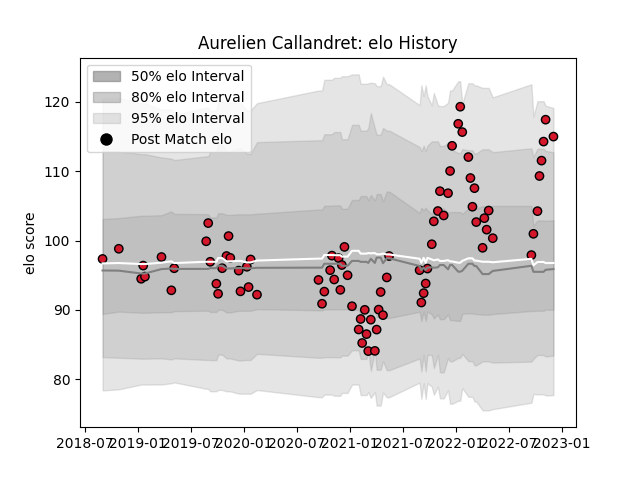 Aurelien Callandret: elo History
50% elo Interval
80% elo Interval
95% elo Interval
Post Match elo
elo score
120
110
100
90
80
2018-07 2019-01 2019-07 2020-01 2020-07 2021-01 2021-07 2022-01 2022-07 2023-01